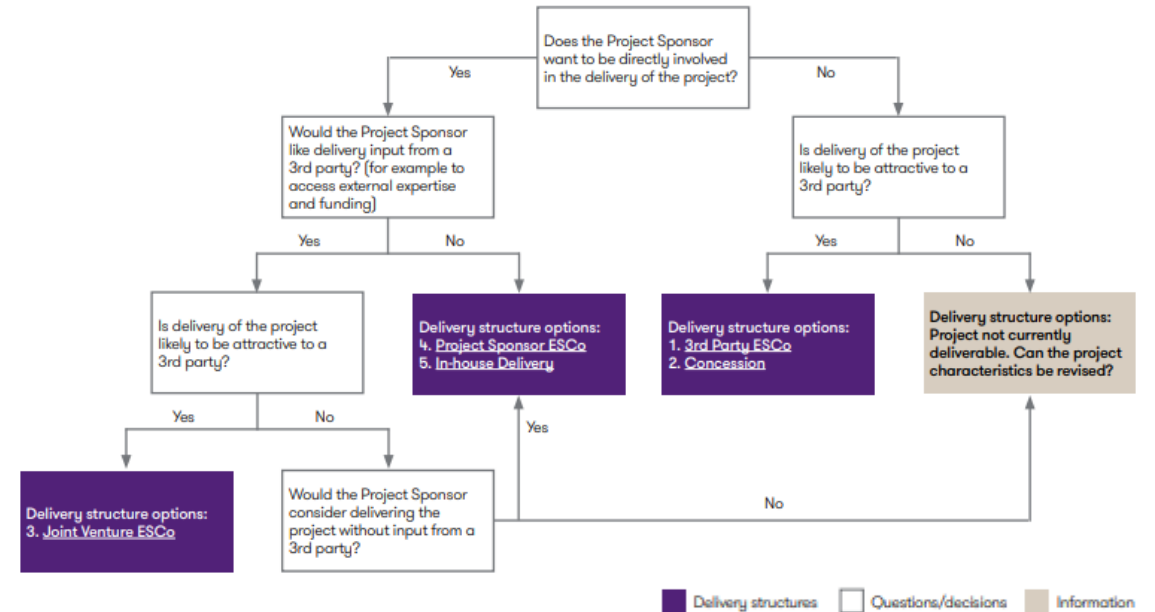 Does the Project Sponsor
want to be directly involved
in the delivery of the project?
Yes
No
Would the Project Sponsor
like delivery input from a
3rd party? (for example to
access external expertise
and funding)
Is delivery of the project
likely to be attractive to a
3rd party?
Yes
No
Yes
No
Is delivery of the project
likely to be attractive to a
3rd party?
Delivery structure options:
4. Project Sponsor ESCo
5. In-house Delivery
Delivery structure options:
1. 3rd Party ESCo
2. Concession
Delivery structure options:
Project not currently
deliverable. Can the project
characteristics be revised?
Yes
No
Yes
Delivery structure options:
3. Joint Venture ESCo
Would the Project Sponsor
consider delivering the
project without input from a
3rd party?
No
Delivery structures
Questions/decisions
Information